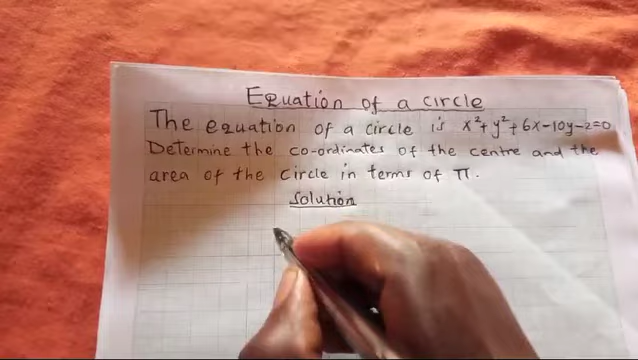 Equation of a circle
The equation of a circle is x²+y²+6x-10y-2=0
Determine the co-ordinates of the centre and the
area of the circle in terms of π.
Solution